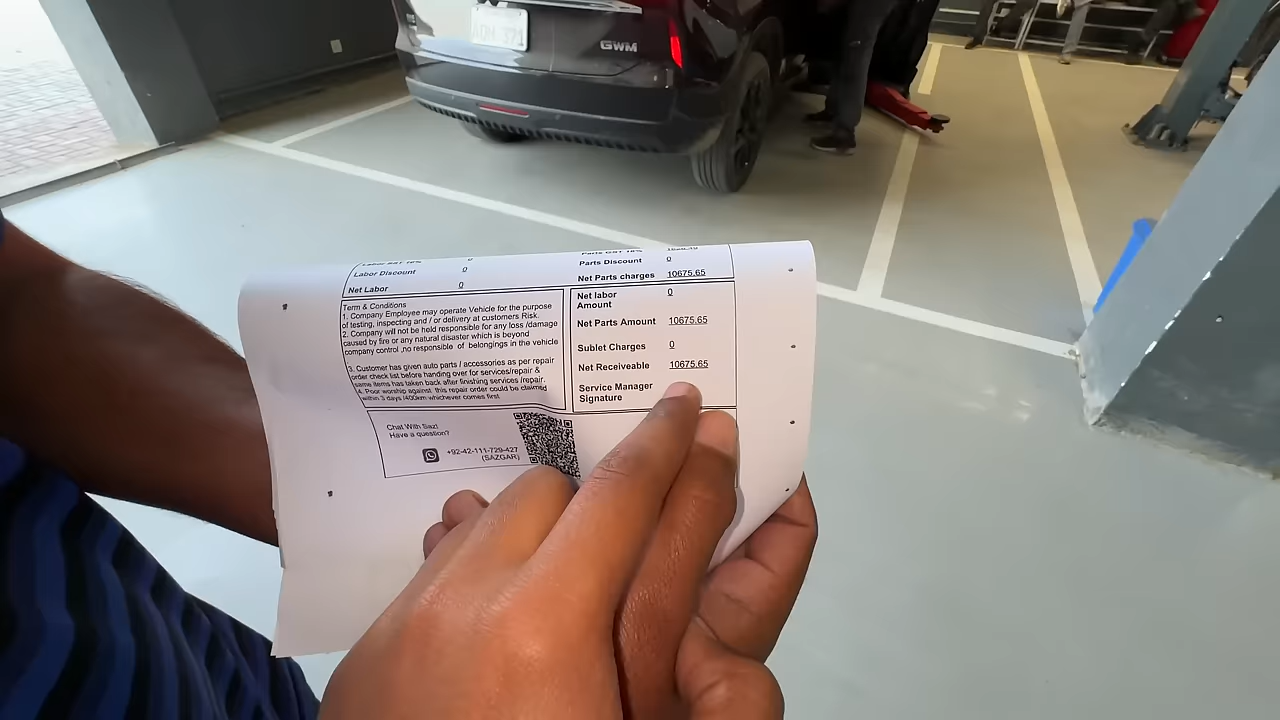 GWM
Parts GST 18%
Labor Discount 0
Parts Discount 0
Net Labor 0
Net Parts charges 10675.65
Term & Conditions
1. Company Employee may operate Vehicle for the purpose
of testing, inspecting and / or delivery at customers Risk.
2. Company will not be held responsible for any loss /damage
caused by fire or any natural disaster which is beyond
company control ,no responsible of belongings in the vehicle
3. Customer has given auto parts / accessories as per repair
order check list before handing over for services/repair &
same items has taken back after finishing services /repair.
4. Poor worship against this repair order could be claimed
within 3 days /400km whichever comes first.
Net labor
Amount 0
Net Parts Amount 10675.65
Sublet Charges 0
Net Receiveable 10675.65
Service Manager
Signature
Chat With Saz!
Have a question?
+92-42-111-729-427
(SAZGAR)